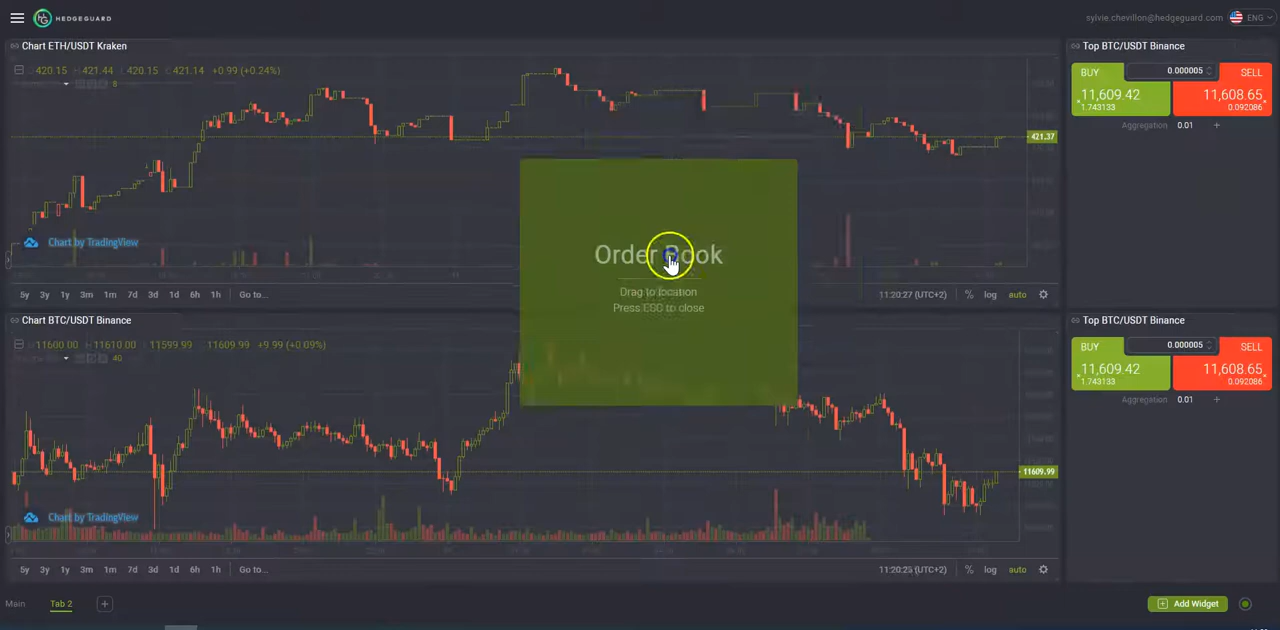 HEDGEGUARD
sylvie.chevillon@hedgeguard.com
ENG
Chart ETH/USDT Kraken
420.15 421.44 420.15 421.14 +0.99 (+0.24%)
8
421.37
Chart by TradingView
5y 3y 1y 3m 1m 7d 3d 1d 6h 1h Go to...
11:20:27 (UTC+2) % log auto
Top BTC/USDT Binance
BUY 0.000005 SELL
11,609.42 11,608.65
1.743133 0.092086
Aggregation 0.01 +
Order Book
Drag to location
Press ESC to close
Chart BTC/USDT Binance
11600.00 11610.00 11599.99 11609.99 +9.99 (+0.09%)
40
11609.99
Chart by TradingView
5y 3y 1y 3m 1m 7d 3d 1d 6h 1h Go to...
11:20:25 (UTC+2) % log auto
Top BTC/USDT Binance
BUY 0.000005 SELL
11,609.42 11,608.65
1.743133 0.092086
Aggregation 0.01 +
Main Tab 2 +
Add Widget